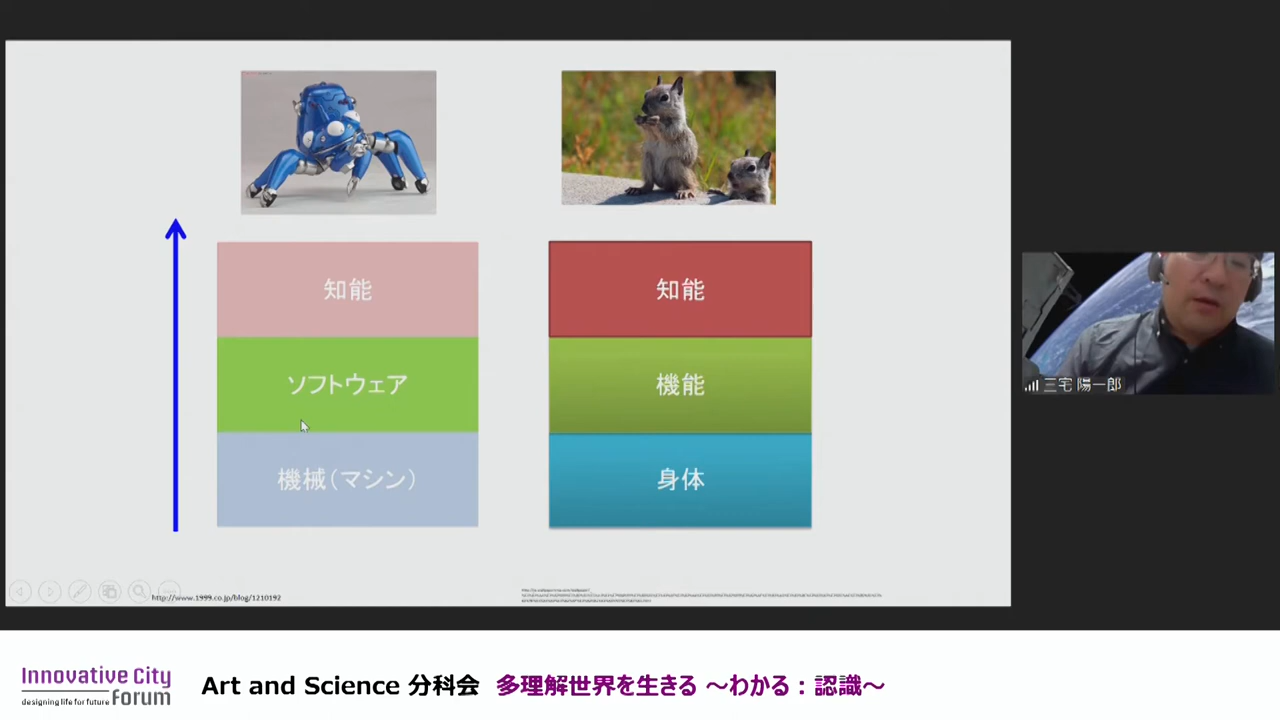 知能
ソフトウェア
機械(マシン)
知能
機能
身体
http://www.1999.co.jp/blog/1210192
三宅 陽一郎
Innovative City
forum
designing life for future
Art and Science 分科会 多理解世界を生きる ～わかる：認識～